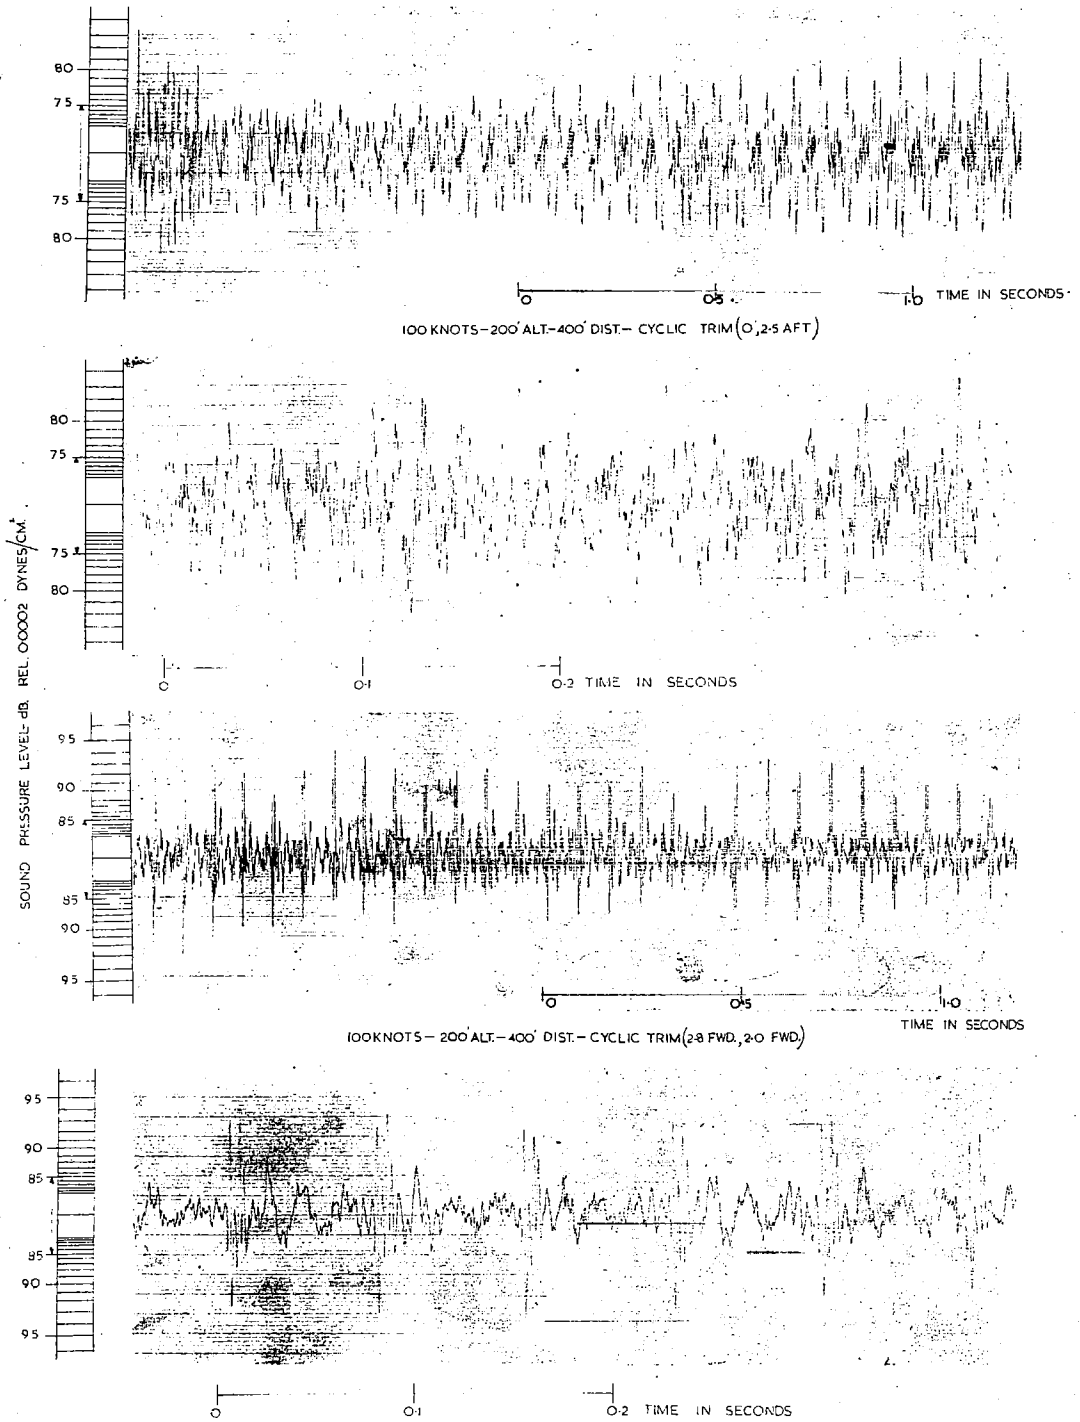 80
75
75
80
0 0.5 1.0 TIME IN SECONDS
100 KNOTS-200' ALT.-400' DIST.- CYCLIC TRIM (0°, 2.5 AFT)
80
75
75
80
SOUND PRESSURE LEVEL- dB. REL. 0.0002 DYNES/CM.²
0 0.1 0.2 TIME IN SECONDS
95
90
85
85
90
95
0 0.5 1.0
TIME IN SECONDS
100 KNOTS- 200' ALT.-400' DIST.- CYCLIC TRIM (2.8 FWD., 2.0 FWD.)
95
90
85
85
90
95
0 0.1 0.2 TIME IN SECONDS